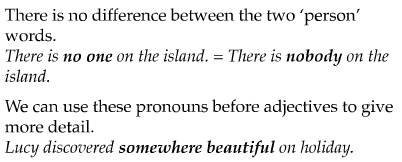 There is no difference between the two ‘person’
words.
There is no one on the island. = There is nobody on the
island.
We can use these pronouns before adjectives to give
more detail.
Lucy discovered somewhere beautiful on holiday.